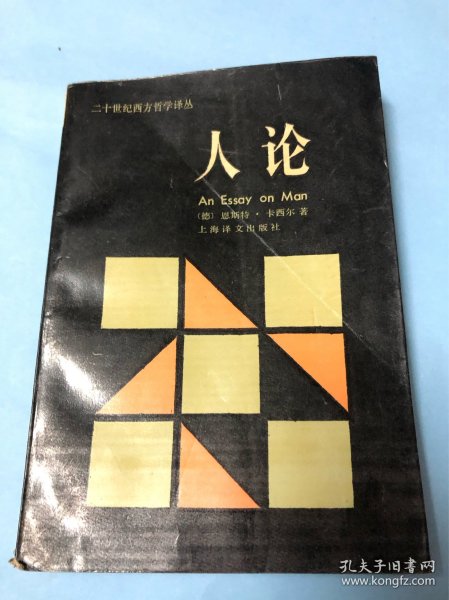 二十世纪西方哲学译丛
人论
An Essay on Man
〔德〕恩斯特·卡西尔 著
上海译文出版社
孔夫子旧书网
www.kongfz.com